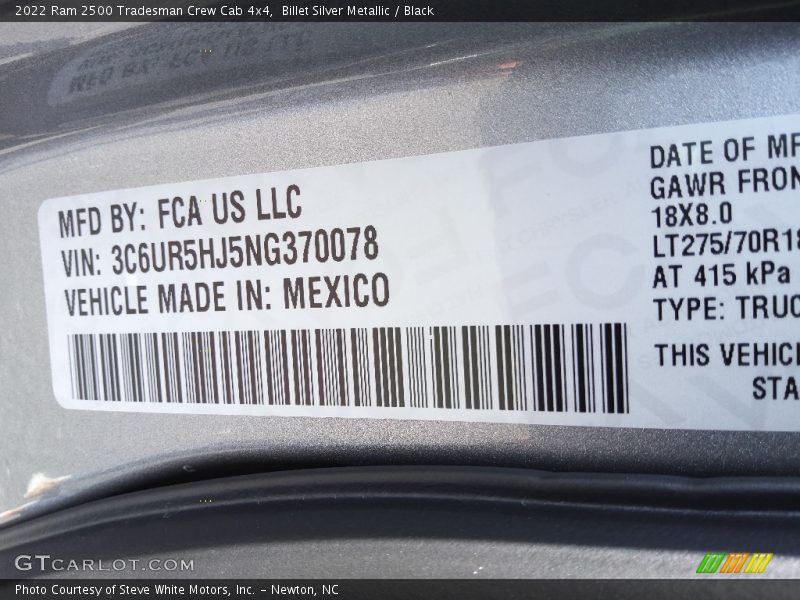 2022 Ram 2500 Tradesman Crew Cab 4x4, Billet Silver Metallic / Black
MFD BY: FCA US LLC
VIN: 3C6UR5HJ5NG370078
VEHICLE MADE IN: MEXICO
DATE OF MF
GAWR FRON
18X8.0
LT275/70R18
AT 415 kPa
TYPE: TRUC
THIS VEHICL
STA
GTCARLOT.COM
Photo Courtesy of Steve White Motors, Inc. – Newton, NC